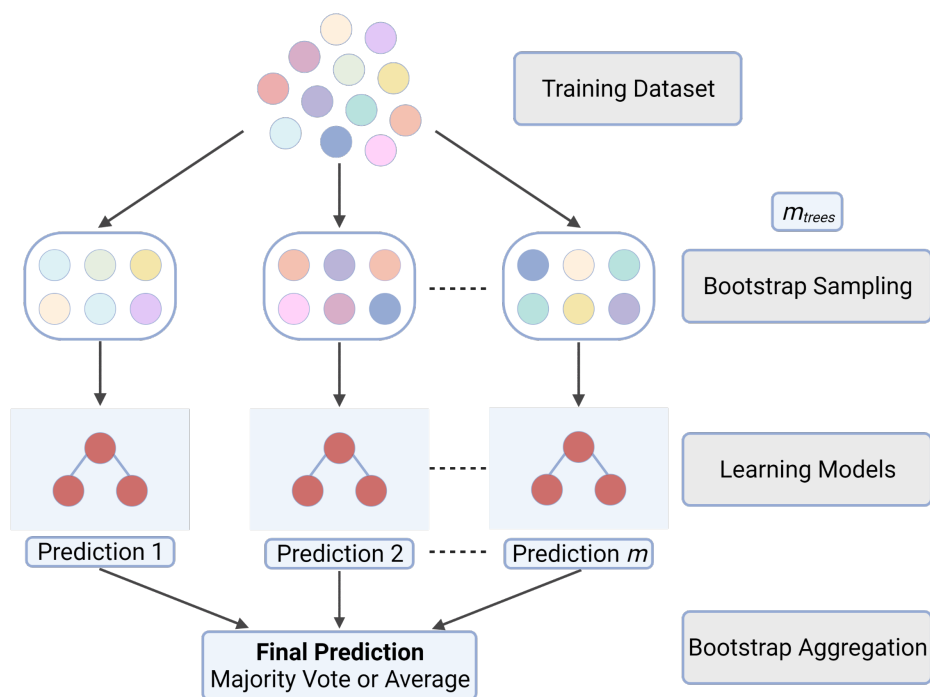 Training Dataset
m_trees
Bootstrap Sampling
Learning Models
Prediction 1
Prediction 2
Prediction m
Final Prediction
Majority Vote or Average
Bootstrap Aggregation